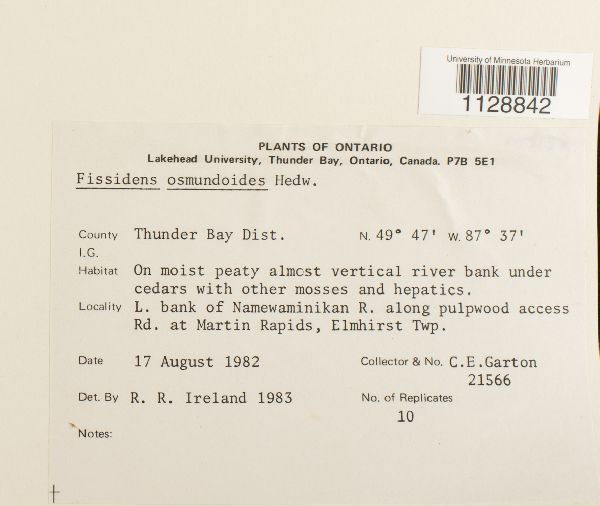 University of Minnesota Herbarium
1128842
PLANTS OF ONTARIO
Lakehead University, Thunder Bay, Ontario, Canada. P7B 5E1
Fissidens osmundoides Hedw.
County Thunder Bay Dist. N. 49° 47' W. 87° 37'
I.G.
Habitat On moist peaty almost vertical river bank under
cedars with other mosses and hepatics.
Locality L. bank of Namewaminikan R. along pulpwood access
Rd. at Martin Rapids, Elmhirst Twp.
Date 17 August 1982 Collector & No. C.E.Garton
21566
Det. By R. R. Ireland 1983 No. of Replicates
10
Notes: